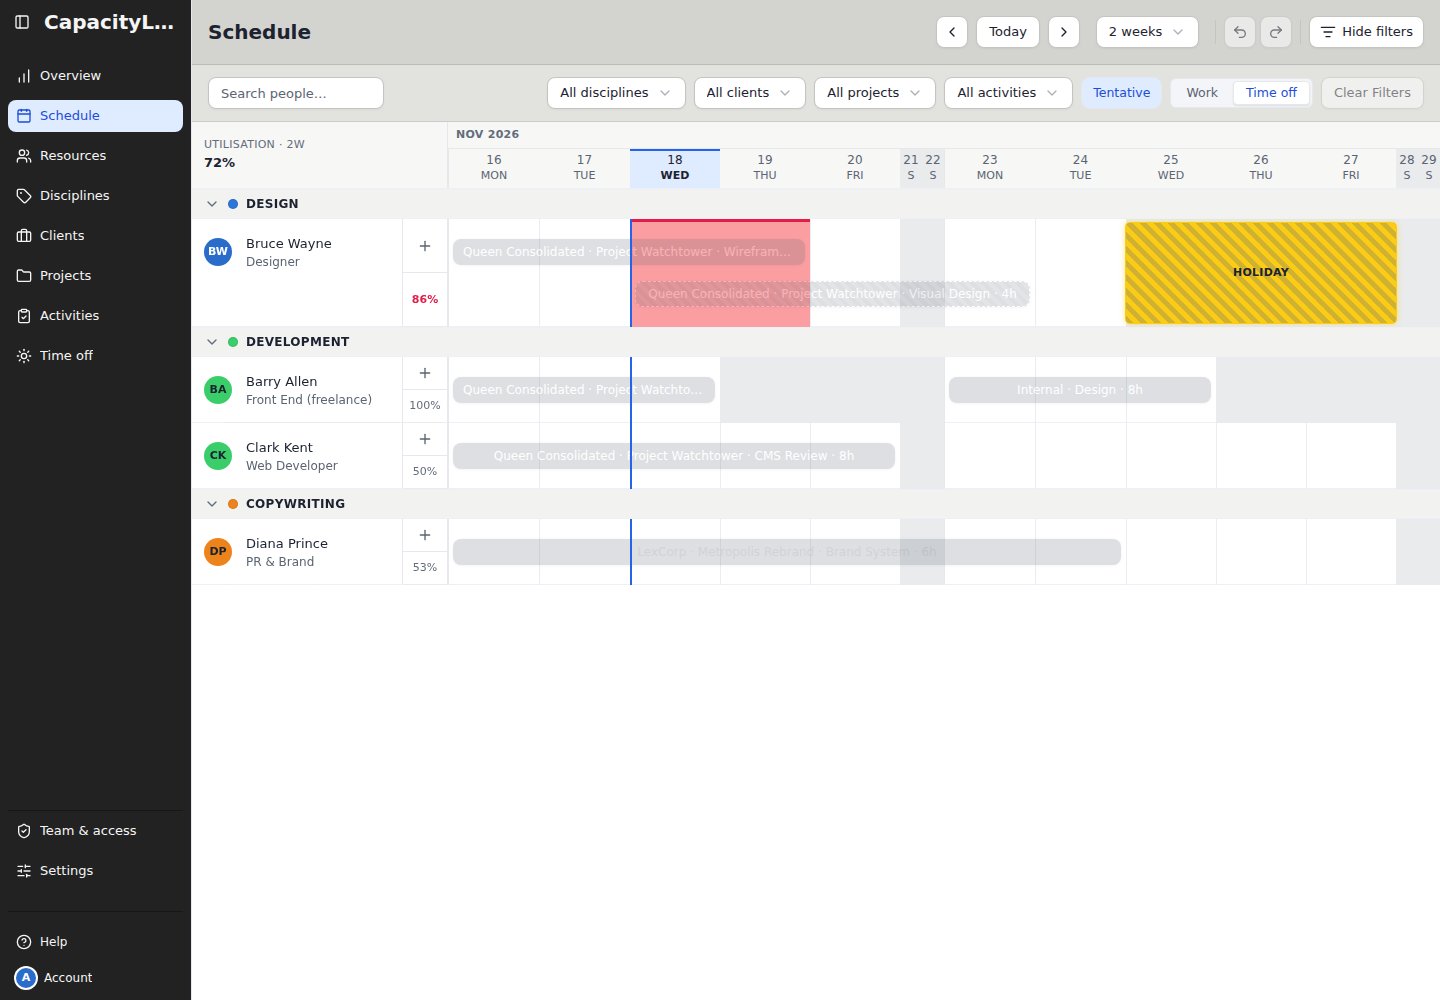 CapacityL...
Overview
Schedule
Resources
Disciplines
Clients
Projects
Activities
Time off
Team & access
Settings
Help
A Account
Schedule
Today
2 weeks
Hide filters
Search people...
All disciplines
All clients
All projects
All activities
Tentative
Work
Time off
Clear Filters
UTILISATION · 2W
72%
NOV 2026
16 17 18 19 20 21 22 23 24 25 26 27 28 29
MON TUE WED THU FRI S S MON TUE WED THU FRI S S
DESIGN
BW
Bruce Wayne
Designer
86%
Queen Consolidated · Project Watchtower · Wirefram...
Queen Consolidated · Project Watchtower · Visual Design · 4h
HOLIDAY
DEVELOPMENT
BA
Barry Allen
Front End (freelance)
100%
Queen Consolidated · Project Watchto...
Internal · Design · 8h
CK
Clark Kent
Web Developer
50%
Queen Consolidated · Project Watchtower · CMS Review · 8h
COPYWRITING
DP
Diana Prince
PR & Brand
53%
LexCorp · Metropolis Rebrand · Brand System · 6h